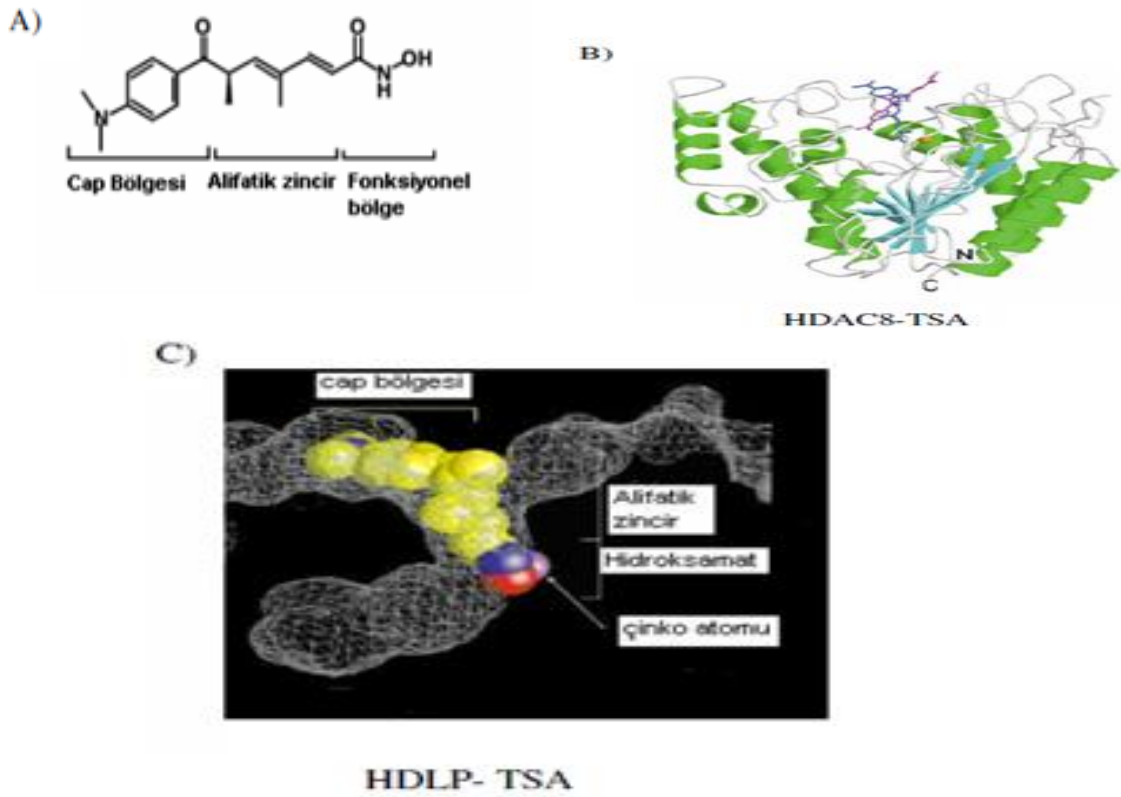 A)
O
O
OH
N
H
N
Cap Bölgesi Alifatik zincir Fonksiyonel
bölge
B)
N
C
HDAC8-TSA
C)
cap bölgesi
Alifatik
zincir
Hidroksamat
çinko atomu
HDLP- TSA